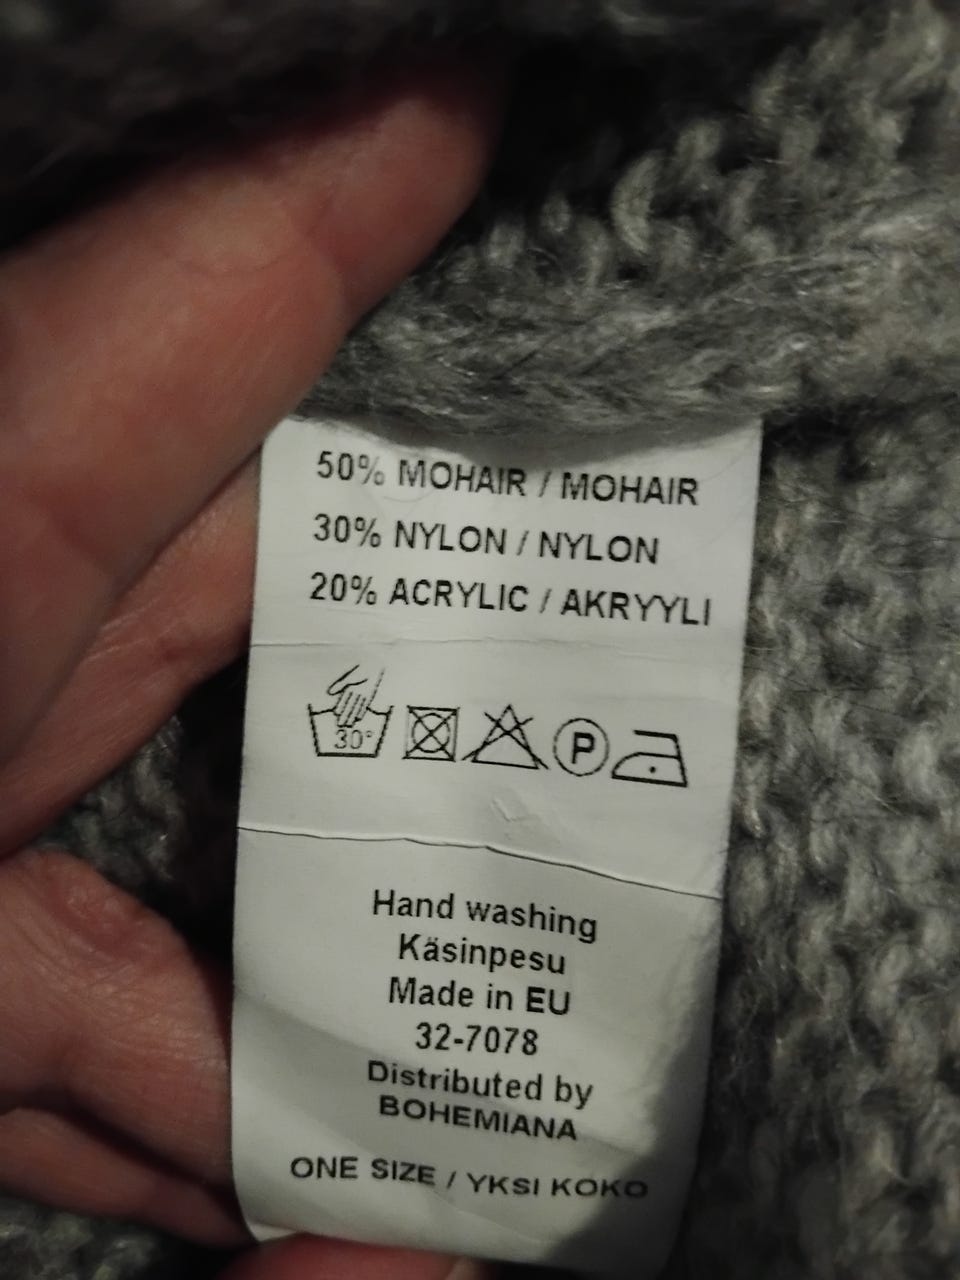 50% MOHAIR / MOHAIR
30% NYLON / NYLON
20% ACRYLIC / AKRYYLI
30° P
Hand washing
Käsinpesu
Made in EU
32-7078
Distributed by
BOHEMIANA
ONE SIZE / YKSI KOKO